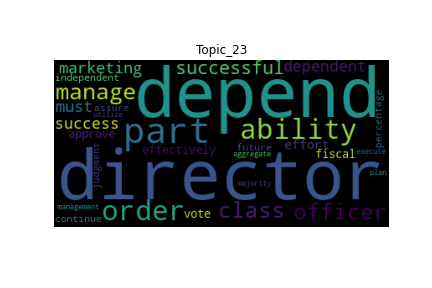 Topic_23
marketing successful dependent
independent
manage depend
must assure percentage
utilize
success part ability
approve effectively effort
judgment future fiscal execute
aggregate
director plan
majority
management order vote class officer
continue